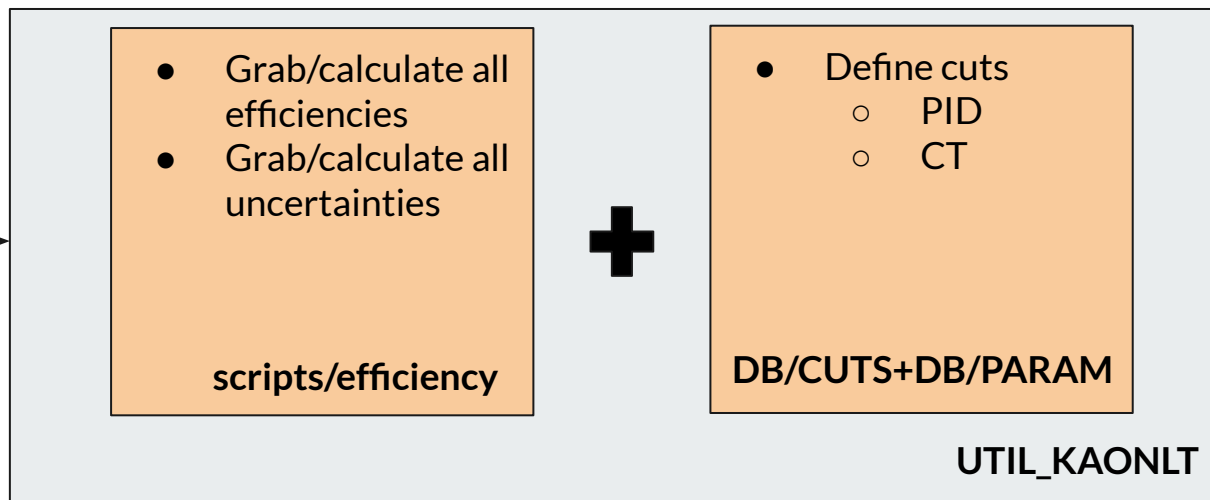 ● Grab/calculate all
efficiencies
● Grab/calculate all
uncertainties
scripts/efficiency
● Define cuts
○ PID
○ CT
DB/CUTS+DB/PARAM
UTIL_KAONLT